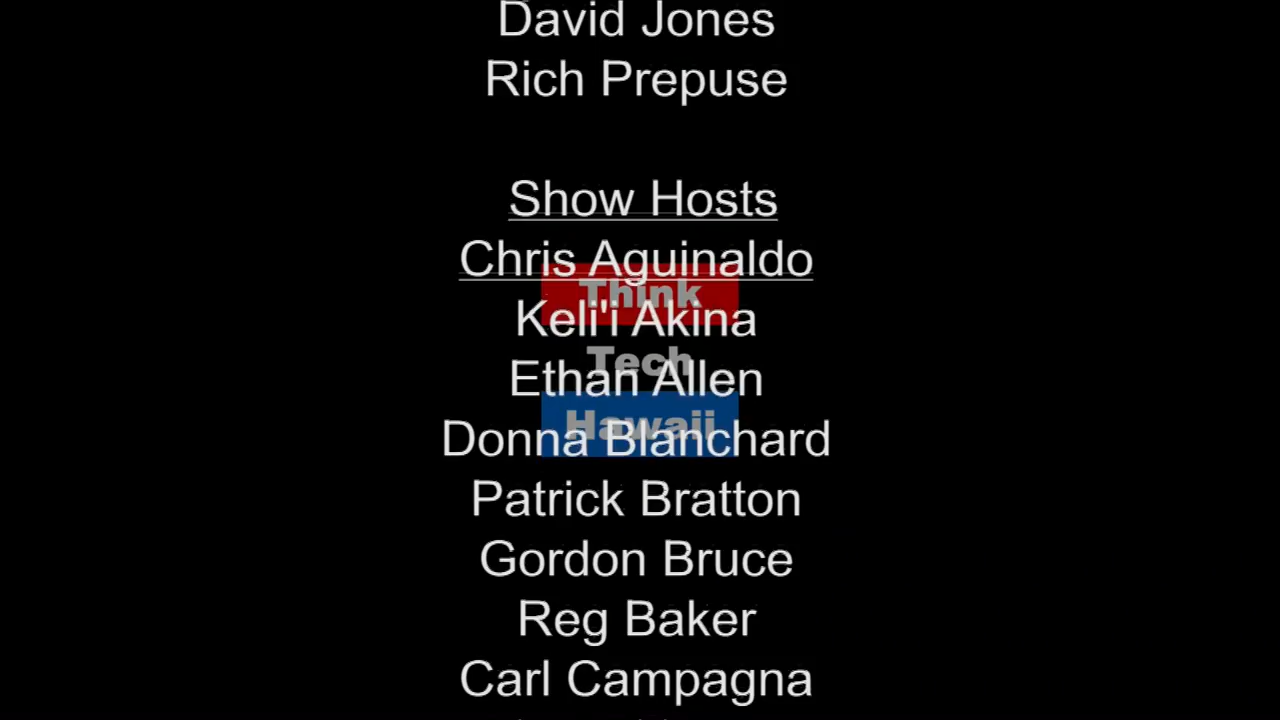 David Jones
Rich Prepuse
Show Hosts
Chris Aguinaldo
Think
Keli'i Akina
Tech
Ethan Allen
Hawaii
Donna Blanchard
Patrick Bratton
Gordon Bruce
Reg Baker
Carl Campagna